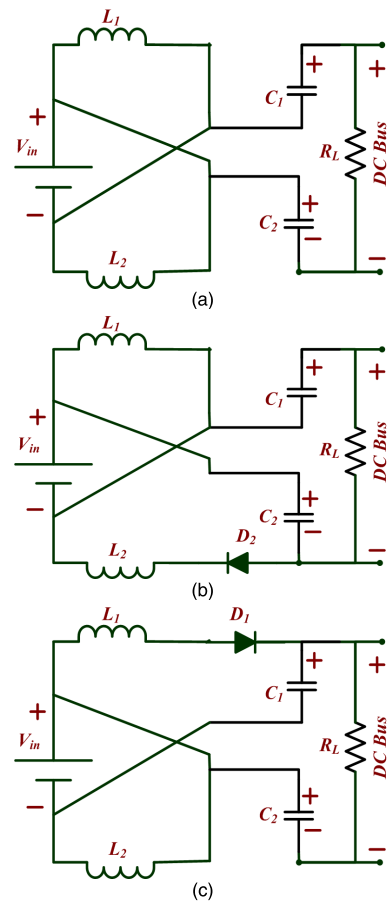 L1
+
C1
+
+
Vin
RL
DC Bus
−
C2
+
−
−
L2
(a)
L1
+
C1
+
+
Vin
RL
DC Bus
−
C2
+
−
L2
D2
−
(b)
L1
D1
+
C1
+
+
Vin
RL
DC Bus
−
C2
+
−
−
L2
(c)